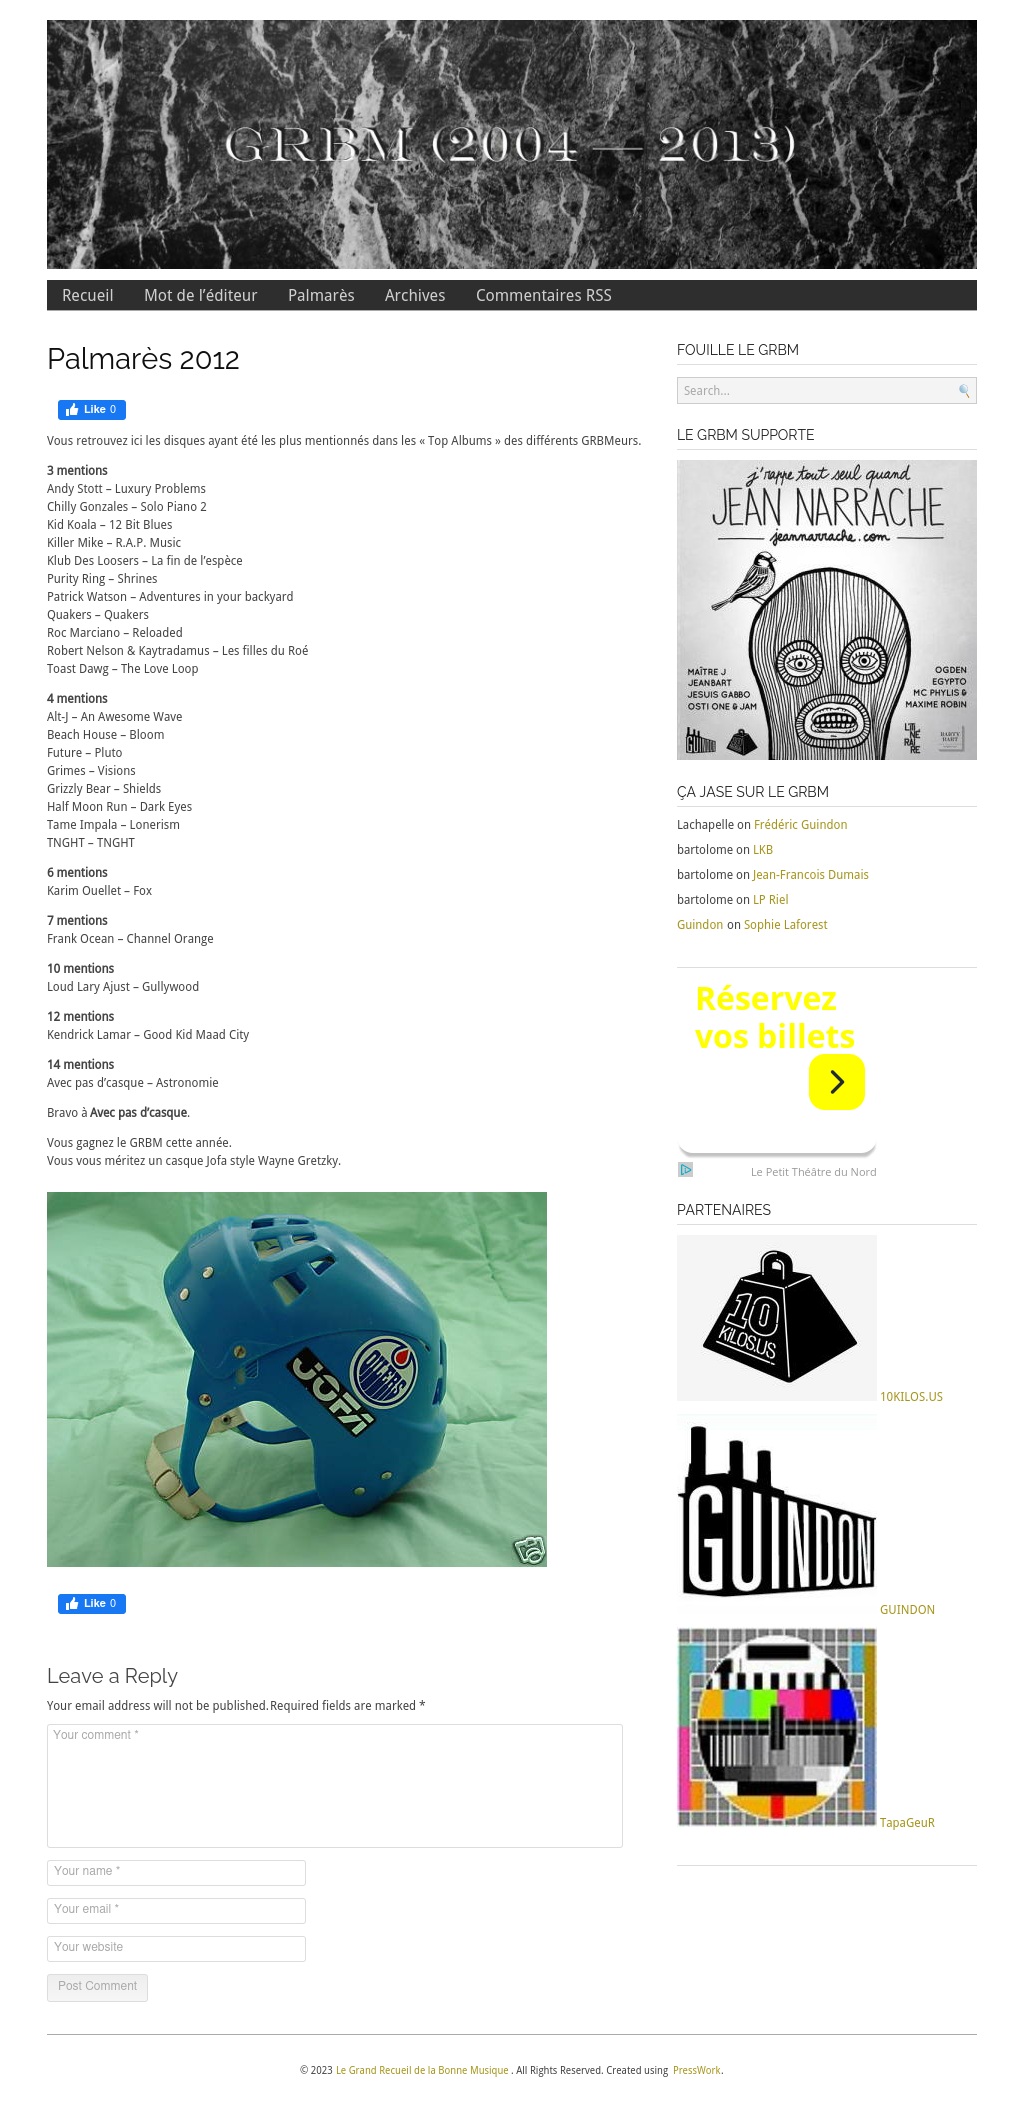 GRBM (2004 — 2013)
Recueil Mot de l’éditeur Palmarès Archives Commentaires RSS
Palmarès 2012
Like 0
Vous retrouvez ici les disques ayant été les plus mentionnés dans les « Top Albums » des différents GRBMeurs.
3 mentions
Andy Stott – Luxury Problems
Chilly Gonzales – Solo Piano 2
Kid Koala – 12 Bit Blues
Killer Mike – R.A.P. Music
Klub Des Loosers – La fin de l’espèce
Purity Ring – Shrines
Patrick Watson – Adventures in your backyard
Quakers – Quakers
Roc Marciano – Reloaded
Robert Nelson & Kaytradamus – Les filles du Roé
Toast Dawg – The Love Loop
4 mentions
Alt-J – An Awesome Wave
Beach House – Bloom
Future – Pluto
Grimes – Visions
Grizzly Bear – Shields
Half Moon Run – Dark Eyes
Tame Impala – Lonerism
TNGHT – TNGHT
6 mentions
Karim Ouellet – Fox
7 mentions
Frank Ocean – Channel Orange
10 mentions
Loud Lary Ajust – Gullywood
12 mentions
Kendrick Lamar – Good Kid Maad City
14 mentions
Avec pas d’casque – Astronomie
Bravo à Avec pas d’casque.
Vous gagnez le GRBM cette année.
Vous vous méritez un casque Jofa style Wayne Gretzky.
JOFA
OILERS
Like 0
Leave a Reply
Your email address will not be published. Required fields are marked *
Your comment *
Your name *
Your email *
Your website
Post Comment
FOUILLE LE GRBM
Search...
LE GRBM SUPPORTE
j'rappe tout seul quand
JEAN NARRACHE
jeannarrache.com
MAÎTRE J
JEANBART
JESUIS GABBO
OSTI ONE & JAM
OGDEN
EGYPTO
MC PHYLIS &
MAXIME ROBIN
GUINDON
L'ITINÉRAIRE
BARTY
HART
ÇA JASE SUR LE GRBM
Lachapelle on Frédéric Guindon
bartolome on LKB
bartolome on Jean-Francois Dumais
bartolome on LP Riel
Guindon on Sophie Laforest
Réservez
vos billets
Le Petit Théâtre du Nord
PARTENAIRES
10
KILOS.US
10KILOS.US
GUINDON
GUINDON
TapaGeuR
© 2023 Le Grand Recueil de la Bonne Musique . All Rights Reserved. Created using PressWork.